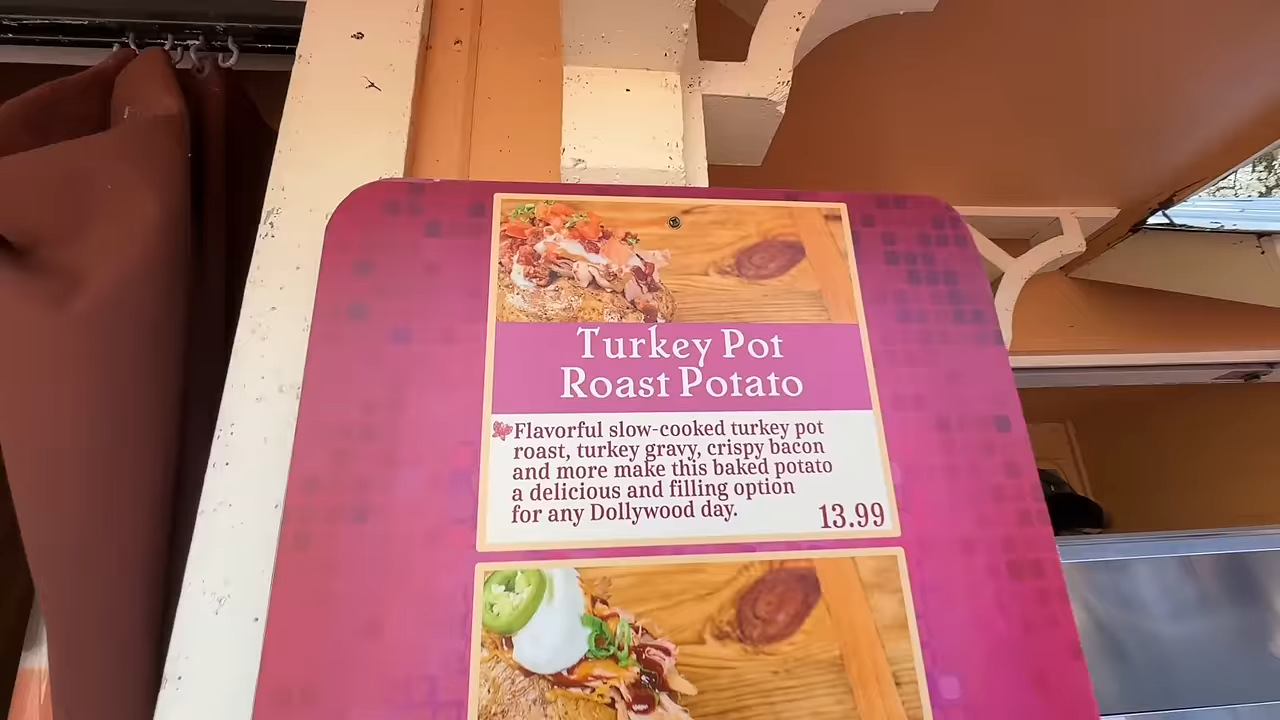 Turkey Pot
Roast Potato
Flavorful slow-cooked turkey pot
roast, turkey gravy, crispy bacon
and more make this baked potato
a delicious and filling option
for any Dollywood day.
13.99